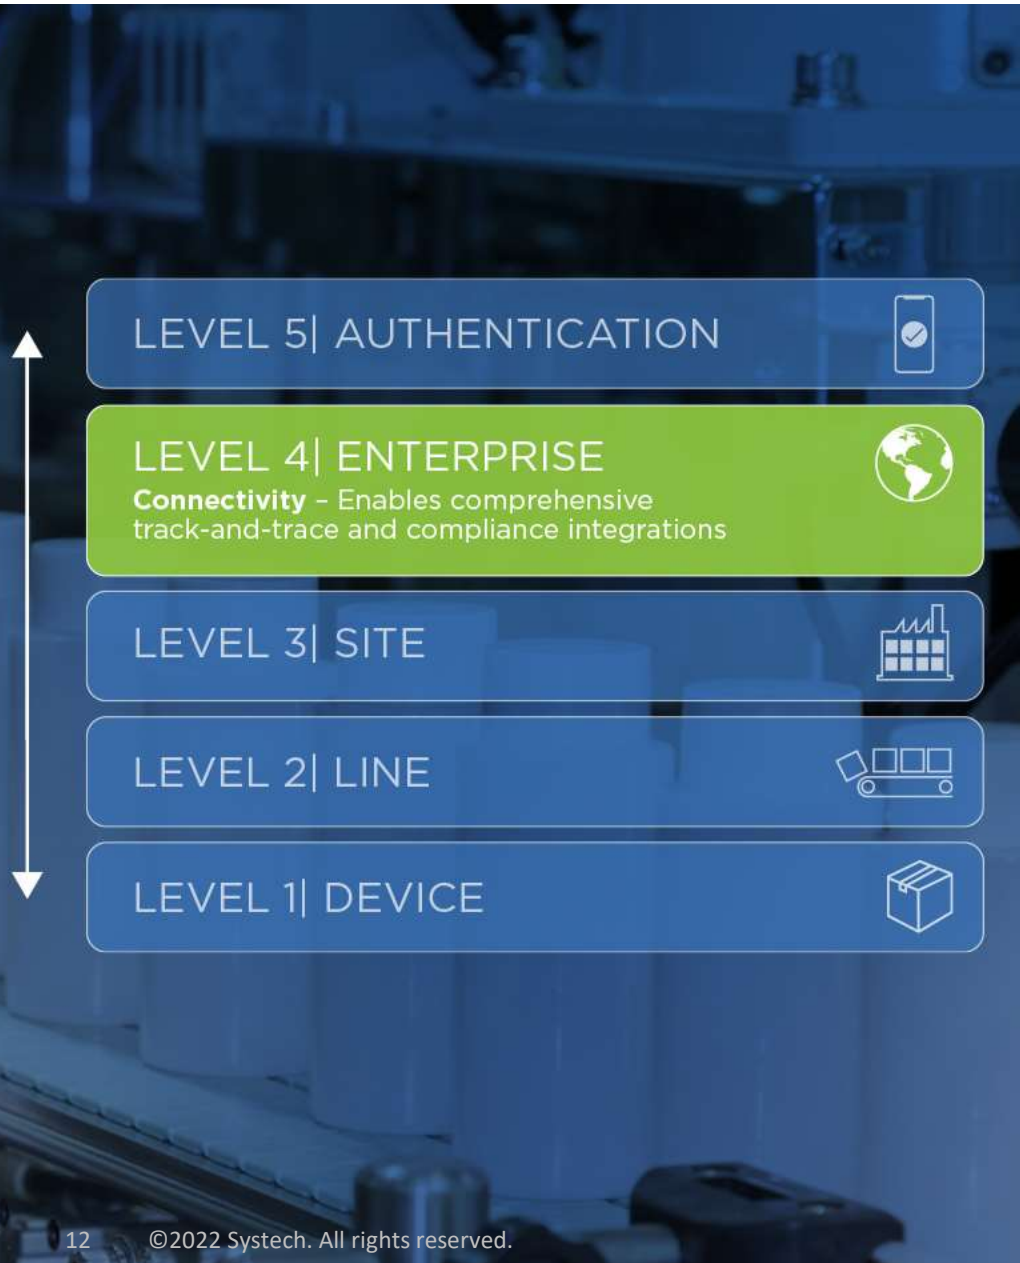 LEVEL 5| AUTHENTICATION
LEVEL 4| ENTERPRISE
Connectivity – Enables comprehensive
track-and-trace and compliance integrations
LEVEL 3| SITE
LEVEL 2| LINE
LEVEL 1| DEVICE
12 ©2022 Systech. All rights reserved.